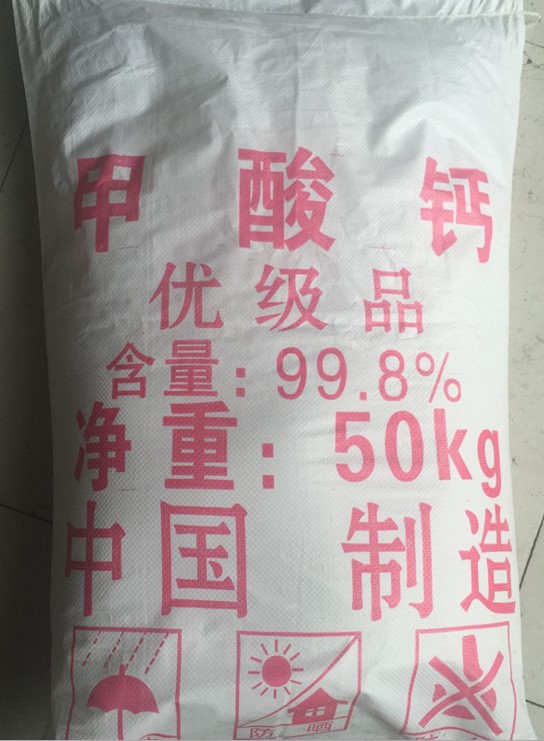 甲酸钙
优级品
含量:99.8%
净重:50kg
中国制造
防晒